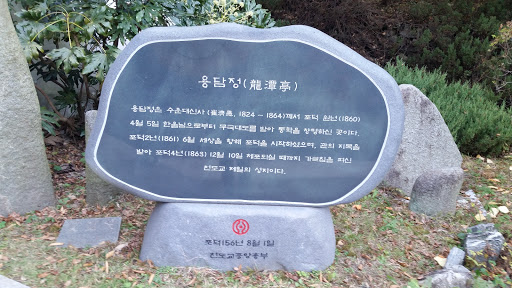 용담정(龍潭亭)
용담정은 수운대신사(崔濟愚, 1824 - 1864)께서 포덕 원년(1860)
4월 5일 한울님으로부터 무극대도를 받아 동학을 창명하신 곳이다.
포덕2년(1861) 6월 세상을 향해 포덕을 시작하셨으며, 관의 지목을
받아 포덕4년(1863) 12월 10일 체포되실 때까지 가르침을 펴신
천도교 제일의 성지이다.
포덕156년 8월 1일
천도교중앙총부